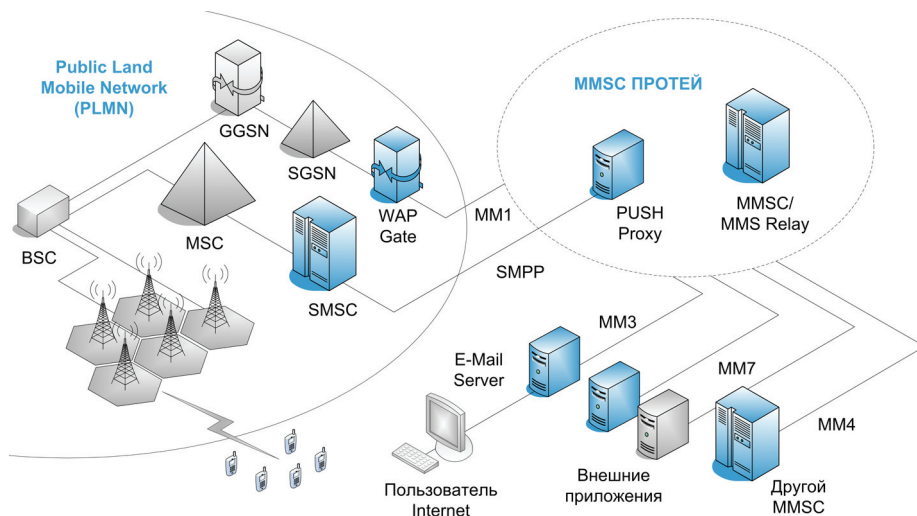 Public Land
Mobile Network
(PLMN)
GGSN
SGSN
WAP
Gate
MSC
BSC
SMSC
MM1
SMPP
MMSC ПРОТЕЙ
PUSH
Proxy
MMSC/
MMS Relay
MM3
E-Mail
Server
MM7
MM4
Пользователь
Internet
Внешние
приложения
Другой
MMSC